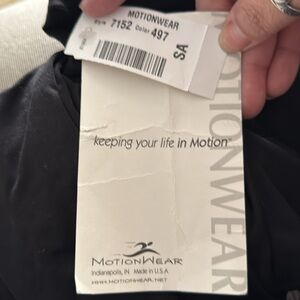 MOTIONWEAR
Style 7152 Color 497
SA
keeping your life in Motion
MOTIONWEAR
MOTIONWEAR
Indianapolis, IN Made in U.S.A
WWW.MOTIONWEAR.NET